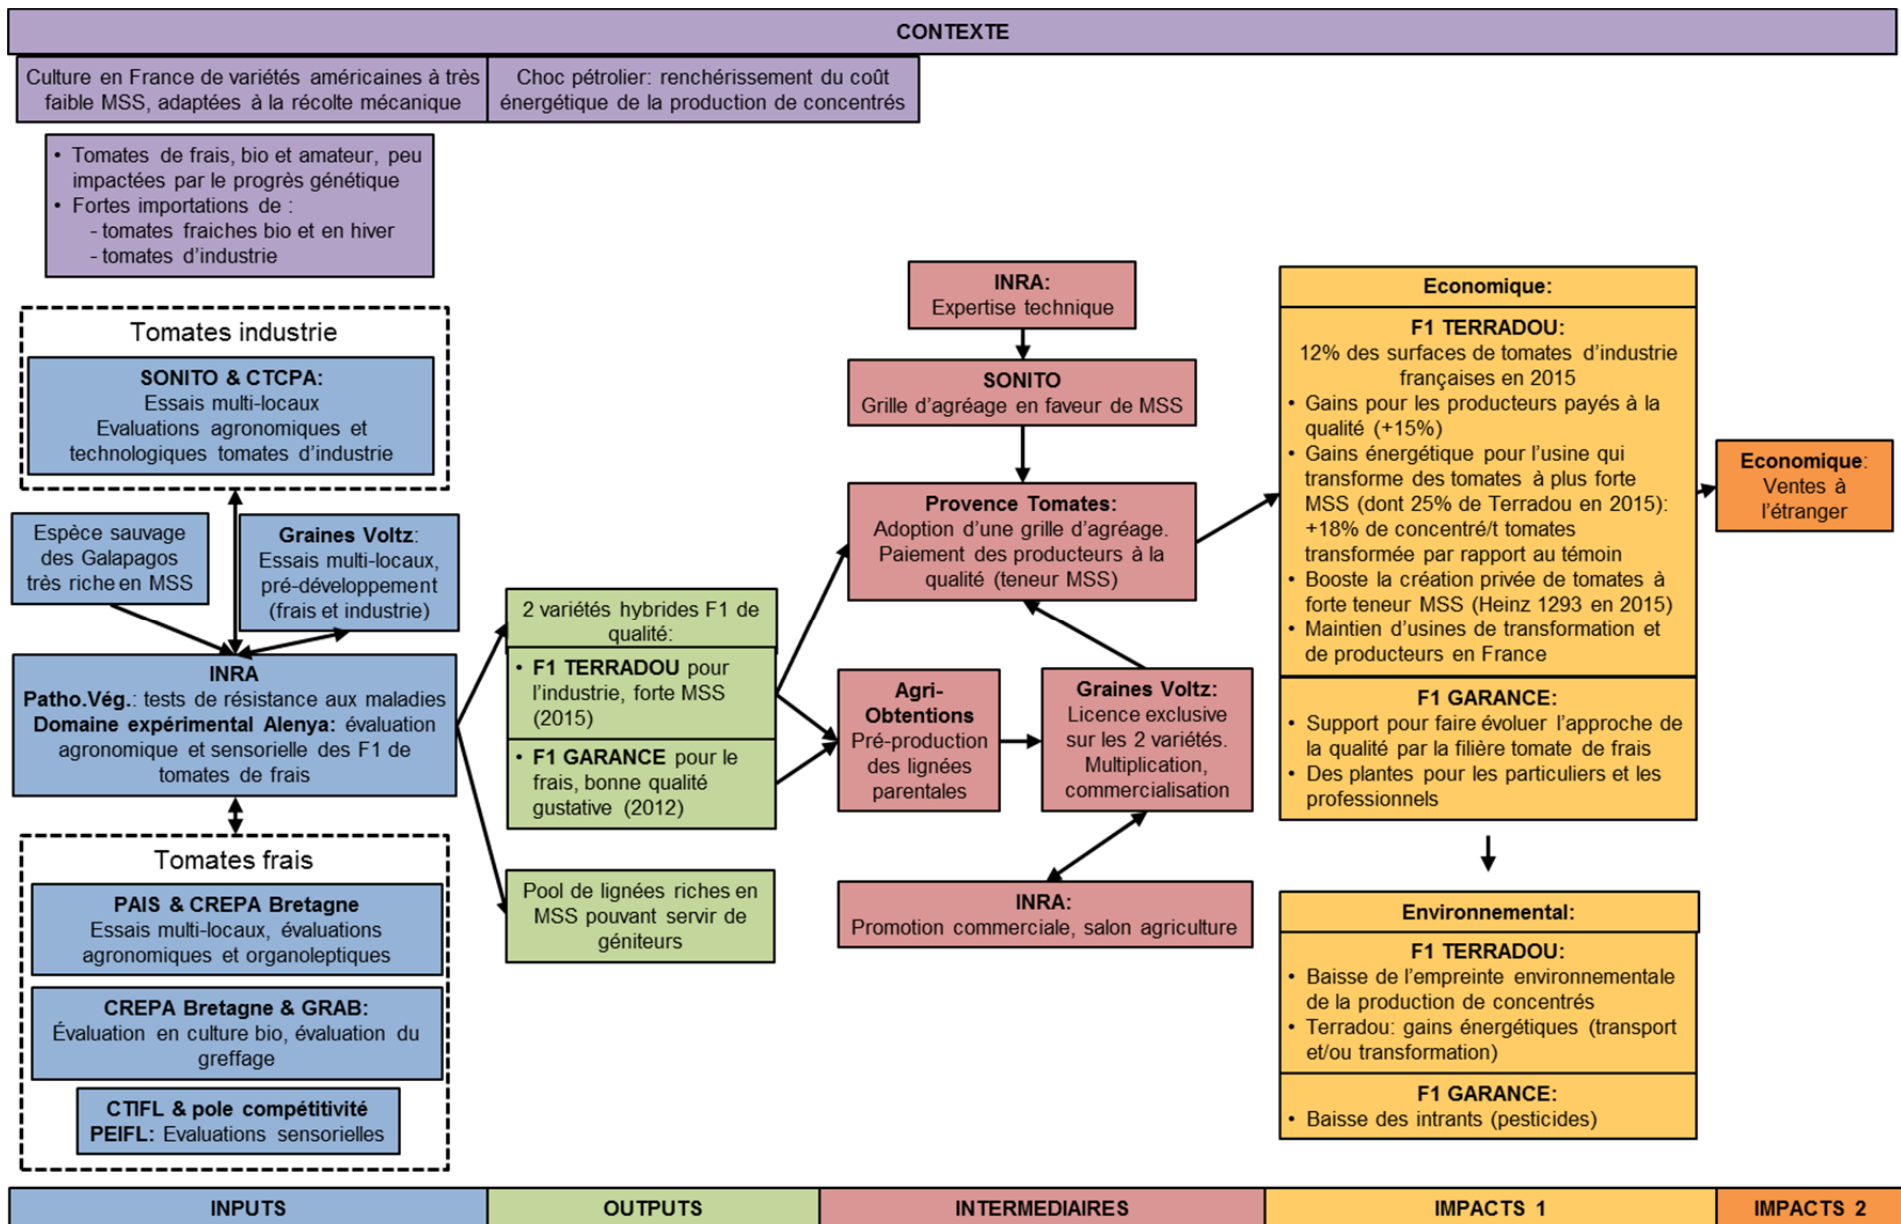 CONTEXTE
Culture en France de variétés américaines à très
faible MSS, adaptées à la récolte mécanique
Choc pétrolier: renchérissement du coût
énergétique de la production de concentrés
• Tomates de frais, bio et amateur, peu
impactées par le progrès génétique
• Fortes importations de :
- tomates fraiches bio et en hiver
- tomates d'industrie
Tomates industrie
SONITO & CTCPA:
Essais multi-locaux
Evaluations agronomiques et
technologiques tomates d'industrie
Espèce sauvage
des Galapagos
très riche en MSS
Graines Voltz:
Essais multi-locaux,
pré-développement
(frais et industrie)
INRA
Patho.Vég.: tests de résistance aux maladies
Domaine expérimental Alenya: évaluation
agronomique et sensorielle des F1 de
tomates de frais
Tomates frais
PAIS & CREPA Bretagne
Essais multi-locaux, évaluations
agronomiques et organoleptiques
CREPA Bretagne & GRAB:
Évaluation en culture bio, évaluation du
greffage
CTIFL & pole compétitivité
PEIFL: Evaluations sensorielles
2 variétés hybrides F1 de
qualité:
• F1 TERRADOU pour
l'industrie, forte MSS
(2015)
• F1 GARANCE pour le
frais, bonne qualité
gustative (2012)
Pool de lignées riches en
MSS pouvant servir de
géniteurs
INRA:
Expertise technique
SONITO
Grille d'agréage en faveur de MSS
Provence Tomates:
Adoption d'une grille d'agréage.
Paiement des producteurs à la
qualité (teneur MSS)
Agri-
Obtentions
Pré-production
des lignées
parentales
Graines Voltz:
Licence exclusive
sur les 2 variétés.
Multiplication,
commercialisation
INRA:
Promotion commerciale, salon agriculture
Economique:
F1 TERRADOU:
12% des surfaces de tomates d'industrie
françaises en 2015
• Gains pour les producteurs payés à la
qualité (+15%)
• Gains énergétique pour l'usine qui
transforme des tomates à plus forte
MSS (dont 25% de Terradou en 2015):
+18% de concentré/t tomates
transformée par rapport au témoin
• Booste la création privée de tomates à
forte teneur MSS (Heinz 1293 en 2015)
• Maintien d'usines de transformation et
de producteurs en France
F1 GARANCE:
• Support pour faire évoluer l'approche de
la qualité par la filière tomate de frais
• Des plantes pour les particuliers et les
professionnels
Environnemental:
F1 TERRADOU:
• Baisse de l'empreinte environnementale
de la production de concentrés
• Terradou: gains énergétiques (transport
et/ou transformation)
F1 GARANCE:
• Baisse des intrants (pesticides)
Economique:
Ventes à
l'étranger
INPUTS
OUTPUTS
INTERMEDIAIRES
IMPACTS 1
IMPACTS 2